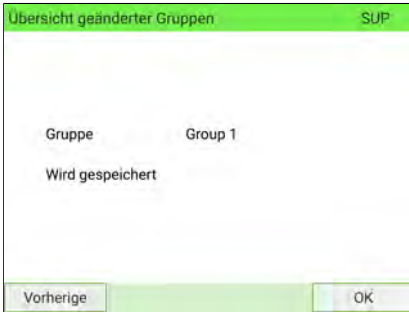 Übersicht geänderter Gruppen SUP
Gruppe Group 1
Wird gespeichert
Vorherige OK